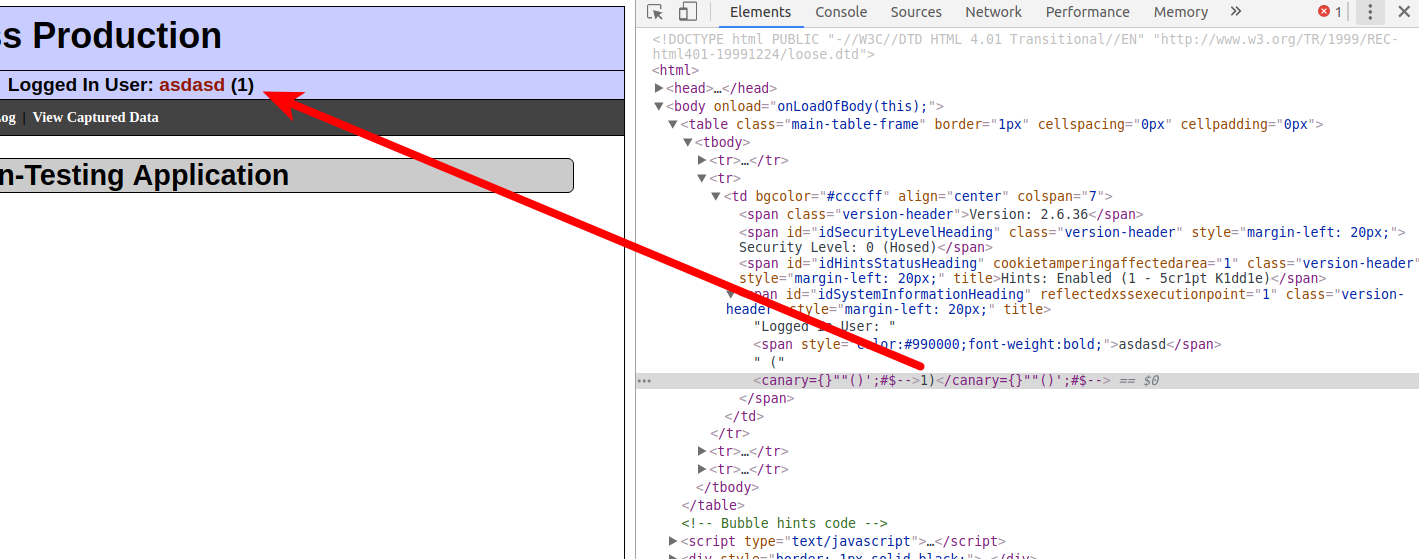 s Production
Logged In User: asdasd (1)
og | View Captured Data
n-Testing Application
Elements Console Sources Network Performance Memory » 1
<!DOCTYPE html PUBLIC "-//W3C//DTD HTML 4.01 Transitional//EN" "http://www.w3.org/TR/1999/REC-
html401-19991224/loose.dtd">
<html>
<head>…</head>
<body onload="onLoadOfBody(this);">
<table class="main-table-frame" border="1px" cellspacing="0px" cellpadding="0px">
<tbody>
<tr>…</tr>
<tr>
<td bgcolor="#ccccff" align="center" colspan="7">
<span class="version-header">Version: 2.6.36</span>
<span id="idSecurityLevelHeading" class="version-header" style="margin-left: 20px;">
Security Level: 0 (Hosed)</span>
<span id="idHintsStatusHeading" cookietamperingaffectedarea="1" class="version-header"
style="margin-left: 20px;" title>Hints: Enabled (1 - 5cr1pt K1dd1e)</span>
span id="idSystemInformationHeading" reflectedxssexecutionpoint="1" class="version-
header" style="margin-left: 20px;" title>
"Logged In User: "
<span style="color:#990000;font-weight:bold;">asdasd</span>
" ("
<canary={}""()';#$-->1)</canary={}""()';#$--> == $0
</span>
</td>
</tr>
<tr>…</tr>
<tr>…</tr>
</tbody>
</table>
<!-- Bubble hints code -->
<script type="text/javascript">…</script>
<div style="border: 1px solid black;">…</div>